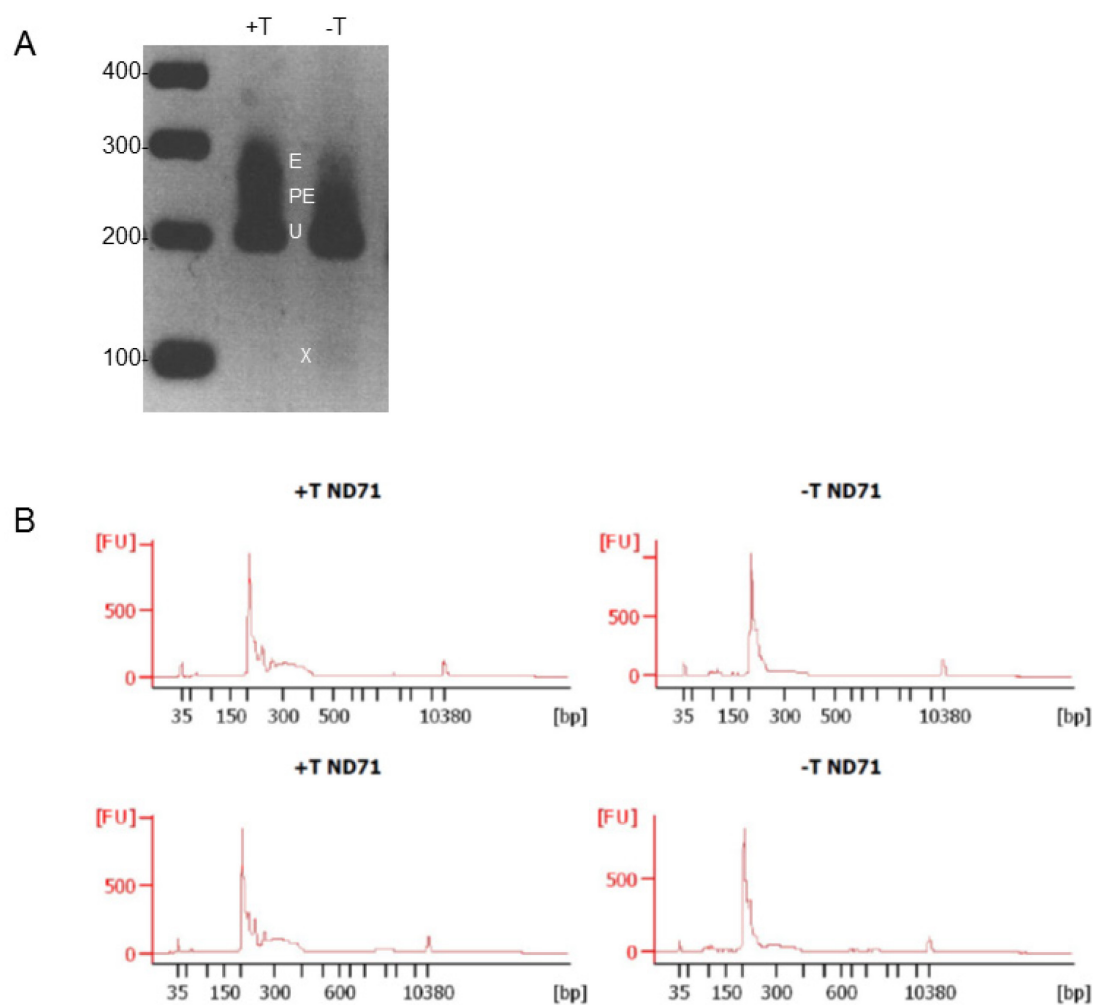 A
+T -T
400
300
E
PE
U
200
X
100
+T ND71 -T ND71
B
[FU] [FU]
500 500
0 0
35 150 300 500 10380 [bp] 35 150 300 500 10380 [bp]
+T ND71 -T ND71
[FU] [FU]
500 500
0 0
35 150 300 600 10380 [bp] 35 150 300 600 10380 [bp]